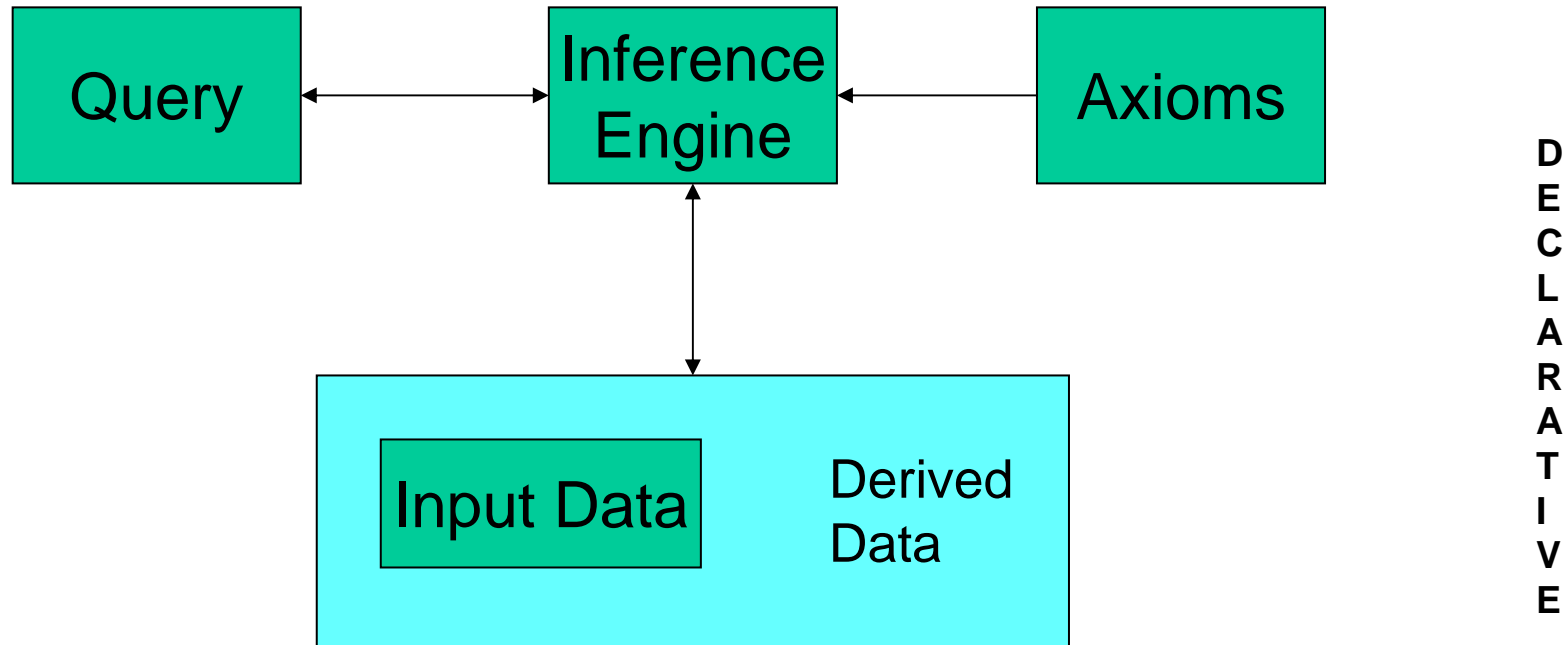 Query
Inference
Engine
Axioms
Input Data
Derived
Data
D
E
C
L
A
R
A
T
I
V
E